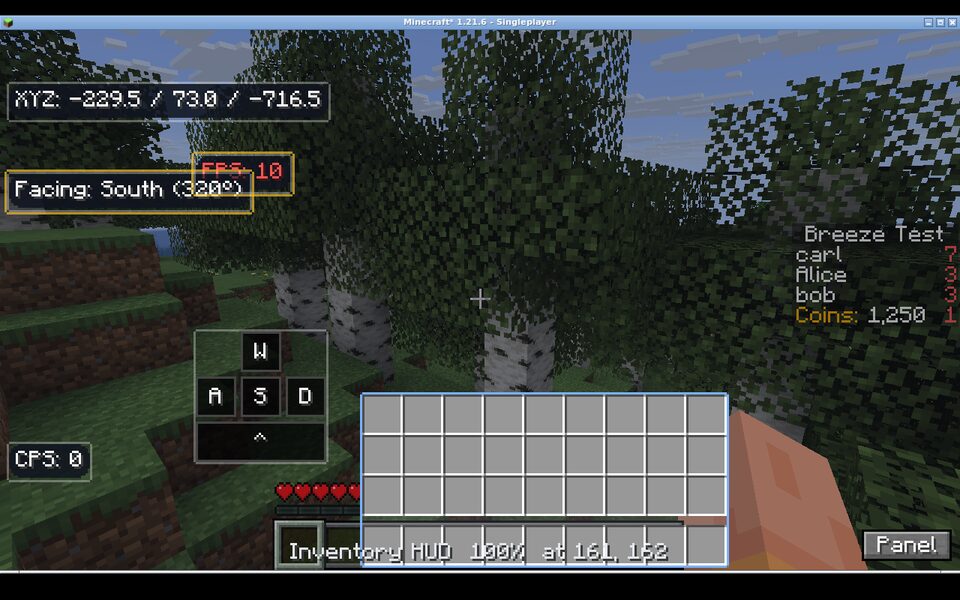 Minecraft* 1.21.6 - Singleplayer
XYZ: -229.5 / 73.0 / -716.5
FPS: 10
Facing: South (320°)
Breeze Test
carl 7
Alice 3
bob 3
Coins: 1,250 1
W
A S D
^
CPS: 0
Inventory HUD 100% at 161, 152
Panel